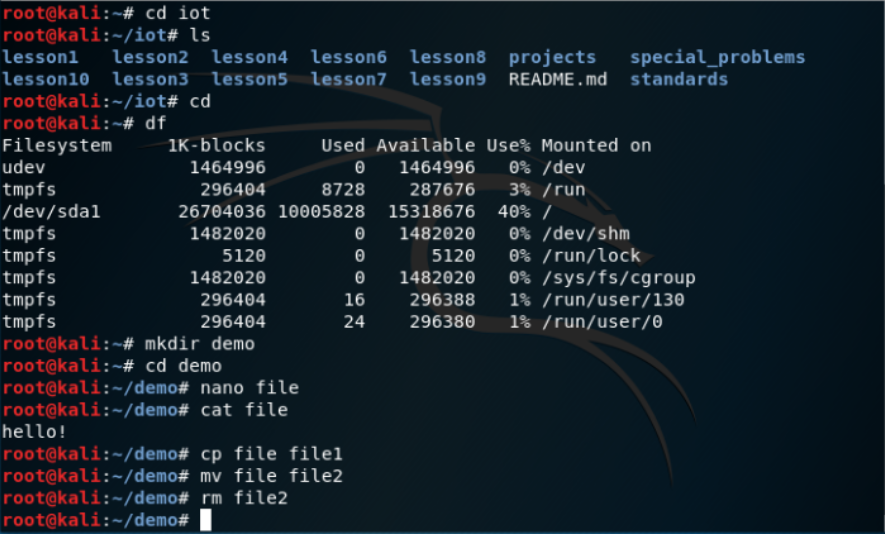 root@kali:~# cd iot
root@kali:~/iot# ls
lesson1   lesson2  lesson4  lesson6  lesson8  projects   special_problems
lesson10  lesson3  lesson5  lesson7  lesson9  README.md  standards
root@kali:~/iot# cd
root@kali:~# df
Filesystem     1K-blocks     Used Available Use% Mounted on
udev             1464996        0   1464996   0% /dev
tmpfs             296404     8728    287676   3% /run
/dev/sda1       26704036 10005828  15318676  40% /
tmpfs            1482020        0   1482020   0% /dev/shm
tmpfs               5120        0      5120   0% /run/lock
tmpfs            1482020        0   1482020   0% /sys/fs/cgroup
tmpfs             296404       16    296388   1% /run/user/130
tmpfs             296404       24    296380   1% /run/user/0
root@kali:~# mkdir demo
root@kali:~# cd demo
root@kali:~/demo# nano file
root@kali:~/demo# cat file
hello!
root@kali:~/demo# cp file file1
root@kali:~/demo# mv file file2
root@kali:~/demo# rm file2
root@kali:~/demo#